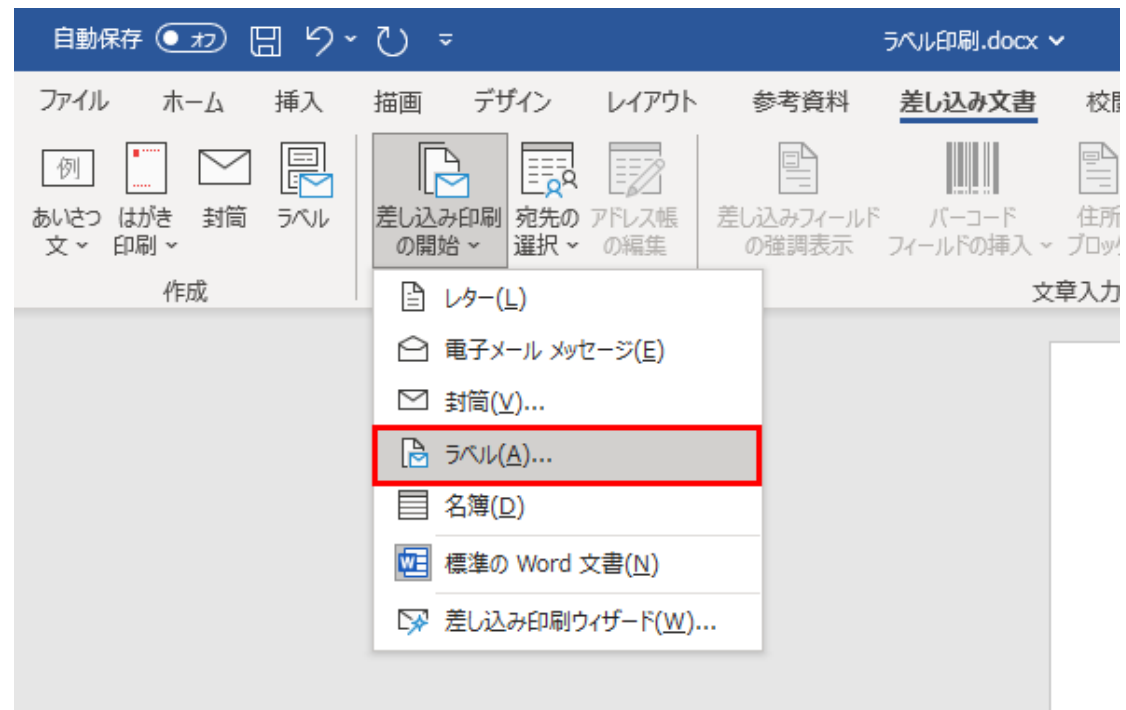 自動保存 オフ ラベル印刷.docx
ファイル ホーム 挿入 描画 デザイン レイアウト 参考資料 差し込み文書
例
あいさつ はがき 封筒 ラベル 差し込み印刷 宛先の アドレス帳 差し込みフィールド バーコード
文 印刷 の開始 選択 の編集 の強調表示 フィールドの挿入
作成 文章入力
レター(L)
電子メール メッセージ(E)
封筒(V)...
ラベル(A)...
名簿(D)
標準の Word 文書(N)
差し込み印刷ウィザード(W)...